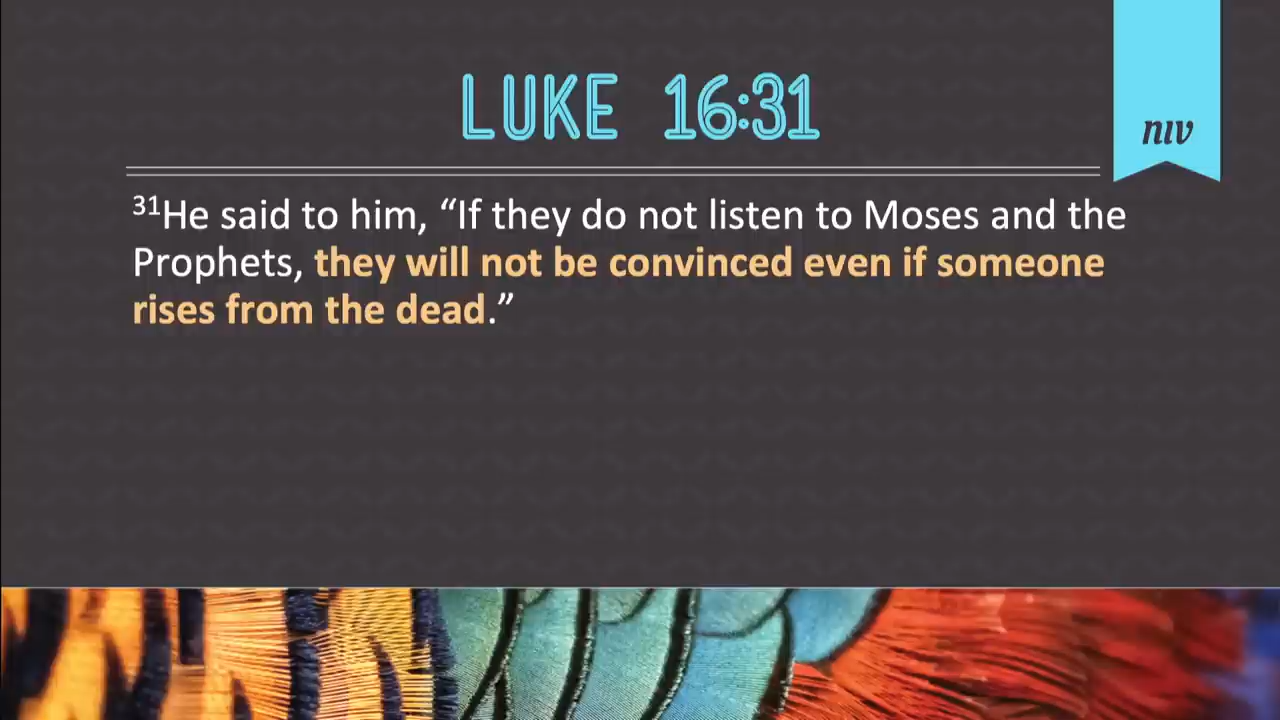 LUKE 16:31
NIV
31He said to him, “If they do not listen to Moses and the
Prophets, they will not be convinced even if someone
rises from the dead.”